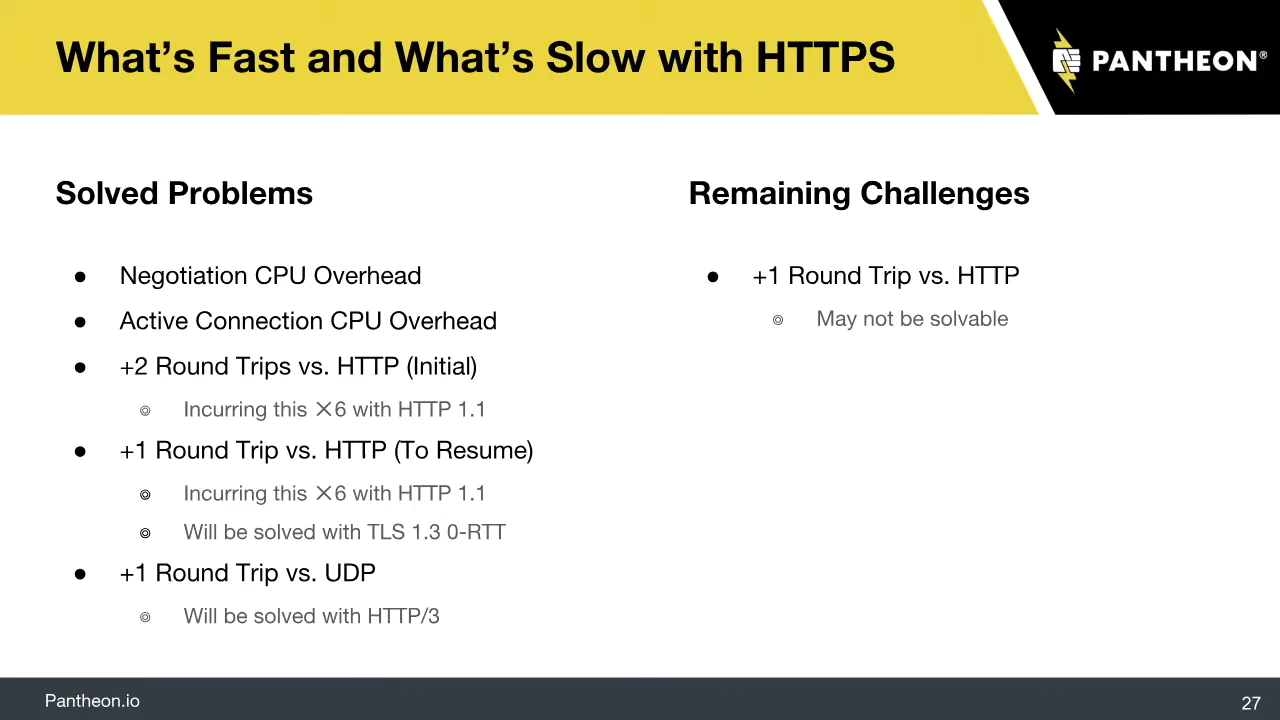 What’s Fast and What’s Slow with HTTPS
PANTHEON®
Solved Problems
● Negotiation CPU Overhead
● Active Connection CPU Overhead
● +2 Round Trips vs. HTTP (Initial)
◎ Incurring this ✕6 with HTTP 1.1
● +1 Round Trip vs. HTTP (To Resume)
◎ Incurring this ✕6 with HTTP 1.1
◎ Will be solved with TLS 1.3 0-RTT
● +1 Round Trip vs. UDP
◎ Will be solved with HTTP/3
Remaining Challenges
● +1 Round Trip vs. HTTP
◎ May not be solvable
Pantheon.io
27